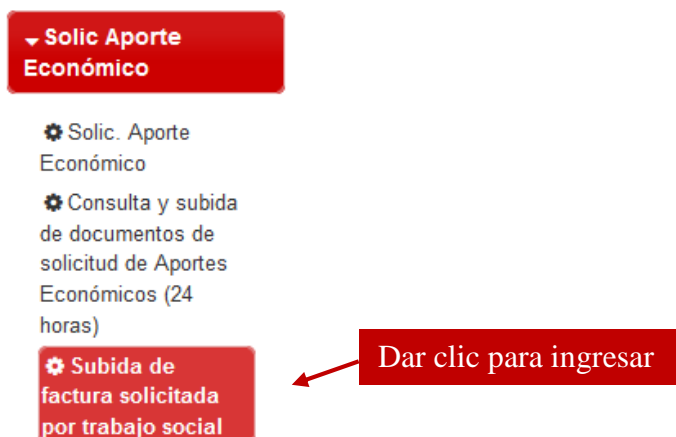 Solic Aporte
Económico
Solic. Aporte
Económico
Consulta y subida
de documentos de
solicitud de Aportes
Económicos (24
horas)
Subida de
factura solicitada
por trabajo social
Dar clic para ingresar